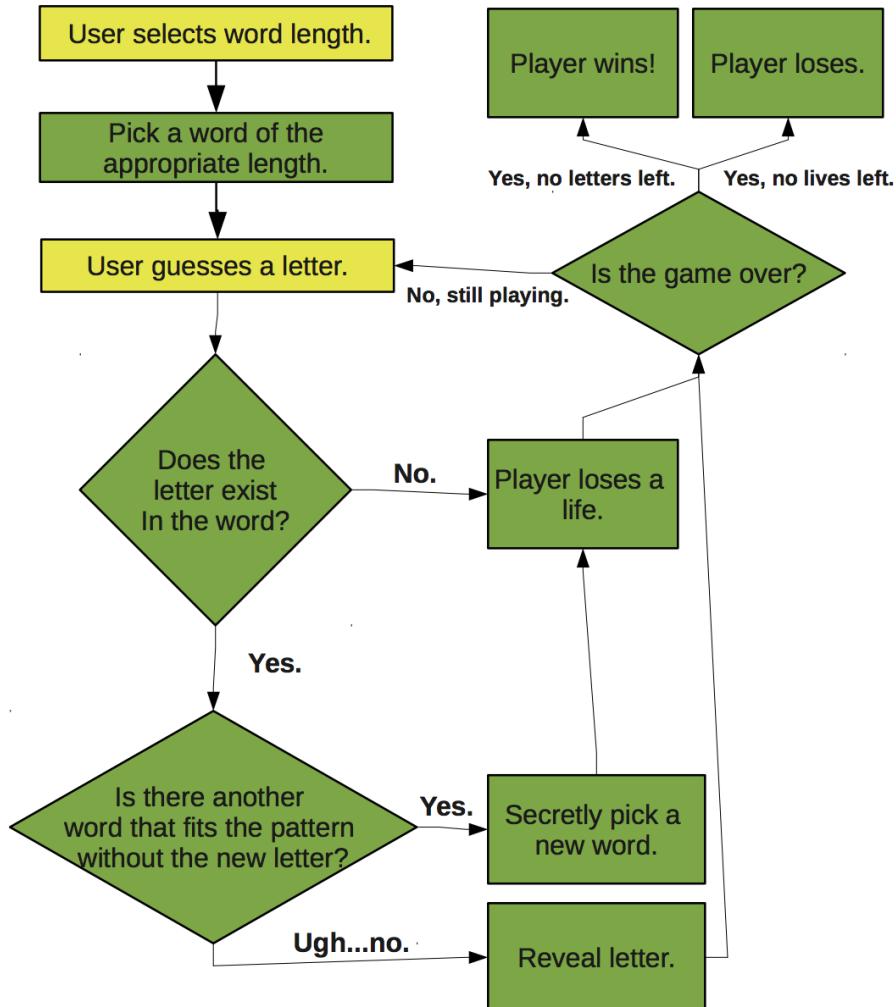 User selects word length.
Pick a word of the
appropriate length.
User guesses a letter.
Player wins!
Player loses.
Yes, no letters left.
Yes, no lives left.
Is the game over?
No, still playing.
Does the
letter exist
In the word?
No.
Player loses a
life.
Yes.
Is there another
word that fits the pattern
without the new letter?
Yes.
Secretly pick a
new word.
Ugh...no.
Reveal letter.